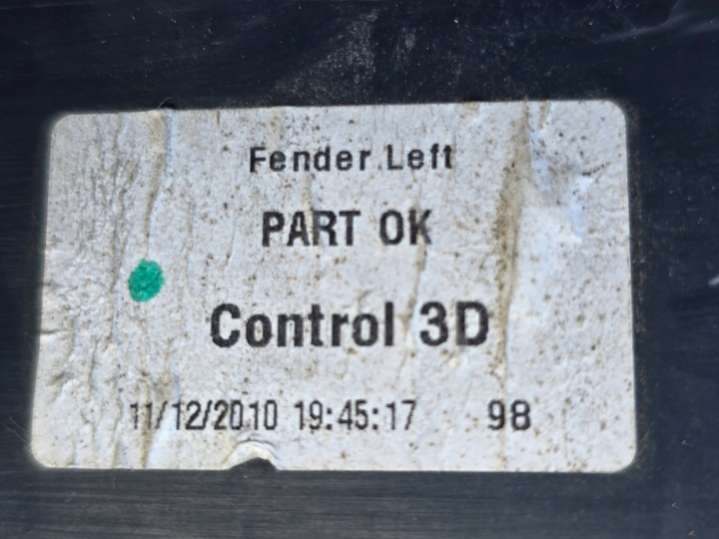 Fender Left
PART OK
Control 3D
11/12/2010 19:45:17 98